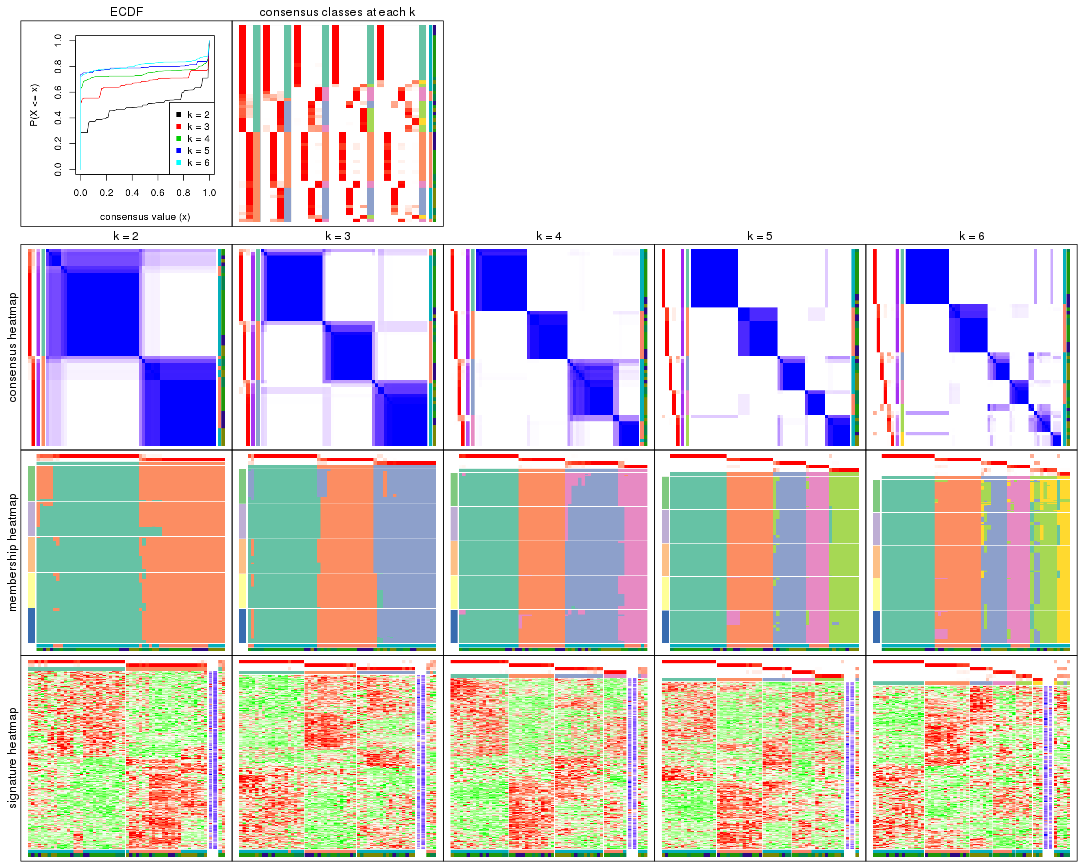 ECDF
consensus classes at each k
P(X <= x)
0.0 0.2 0.4 0.6 0.8 1.0
k = 2
k = 3
k = 4
k = 5
k = 6
0.0 0.2 0.4 0.6 0.8 1.0
consensus value (x)
k = 2
k = 3
k = 4
k = 5
k = 6
consensus heatmap
membership heatmap
signature heatmap